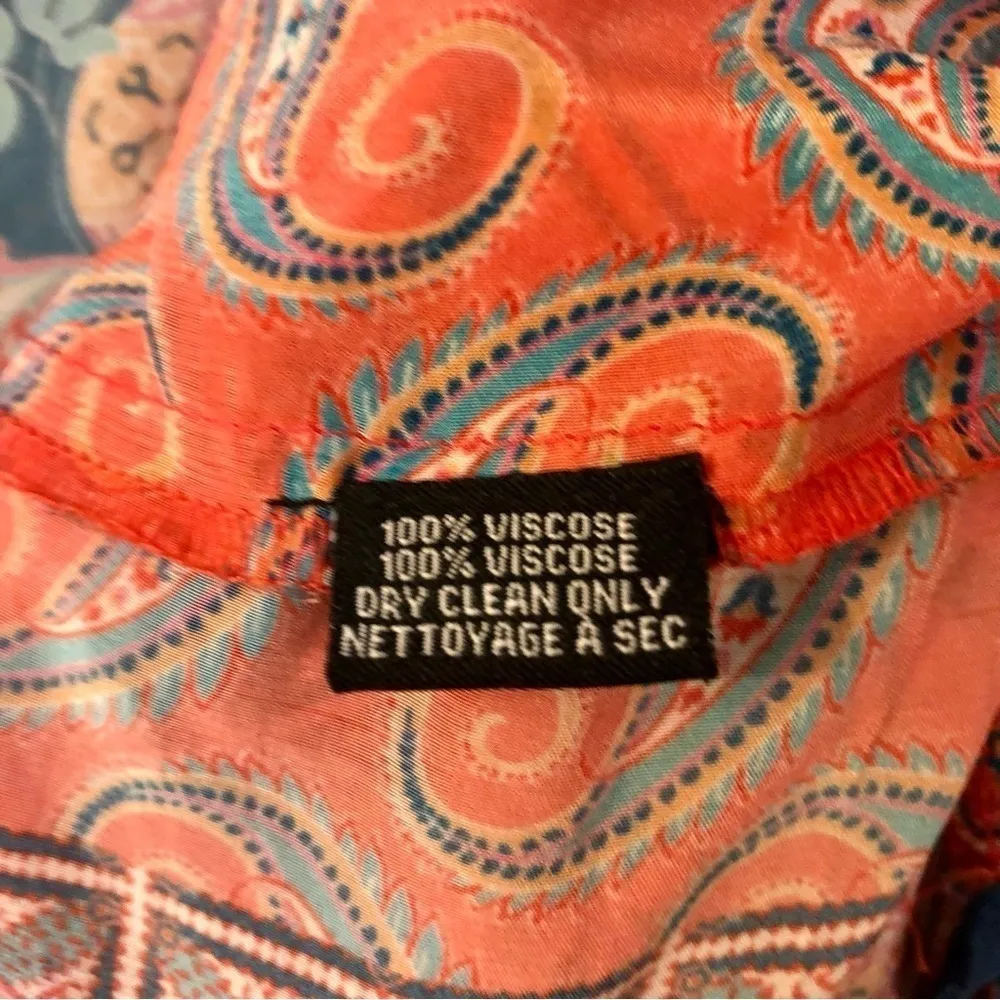 100% VISCOSE
100% VISCOSE
DRY CLEAN ONLY
NETTOYAGE À SEC